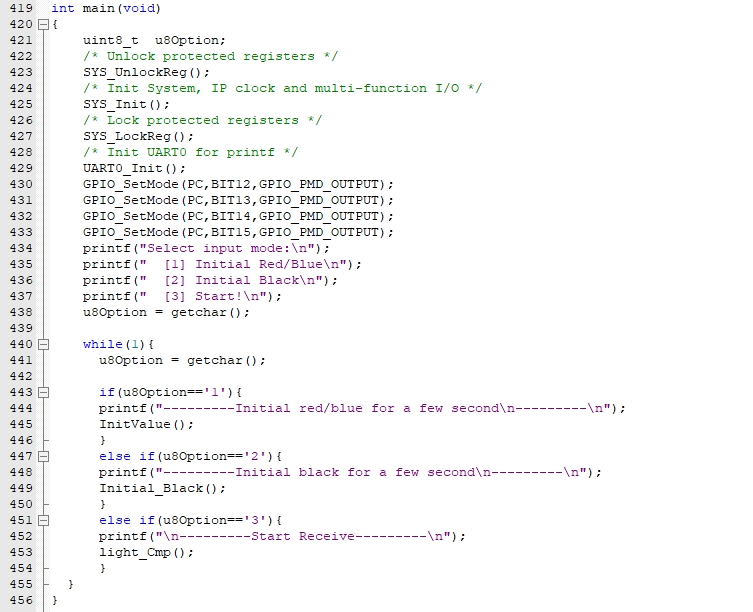 419 int main(void)
420 {
421 uint8_t u8Option;
422 /* Unlock protected registers */
423 SYS_UnlockReg();
424 /* Init System, IP clock and multi-function I/O */
425 SYS_Init();
426 /* Lock protected registers */
427 SYS_LockReg();
428 /* Init UART0 for printf */
429 UART0_Init();
430 GPIO_SetMode(PC,BIT12,GPIO_PMD_OUTPUT);
431 GPIO_SetMode(PC,BIT13,GPIO_PMD_OUTPUT);
432 GPIO_SetMode(PC,BIT14,GPIO_PMD_OUTPUT);
433 GPIO_SetMode(PC,BIT15,GPIO_PMD_OUTPUT);
434 printf("Select input mode:\n");
435 printf("  [1] Initial Red/Blue\n");
436 printf("  [2] Initial Black\n");
437 printf("  [3] Start!\n");
438 u8Option = getchar();
439
440 while(1){
441 u8Option = getchar();
442
443 if(u8Option=='1'){
444 printf("---------Initial red/blue for a few second\n---------\n");
445 InitValue();
446 }
447 else if(u8Option=='2'){
448 printf("---------Initial black for a few second\n---------\n");
449 Initial_Black();
450 }
451 else if(u8Option=='3'){
452 printf("\n---------Start Receive---------\n");
453 light_Cmp();
454 }
455 }
456 }